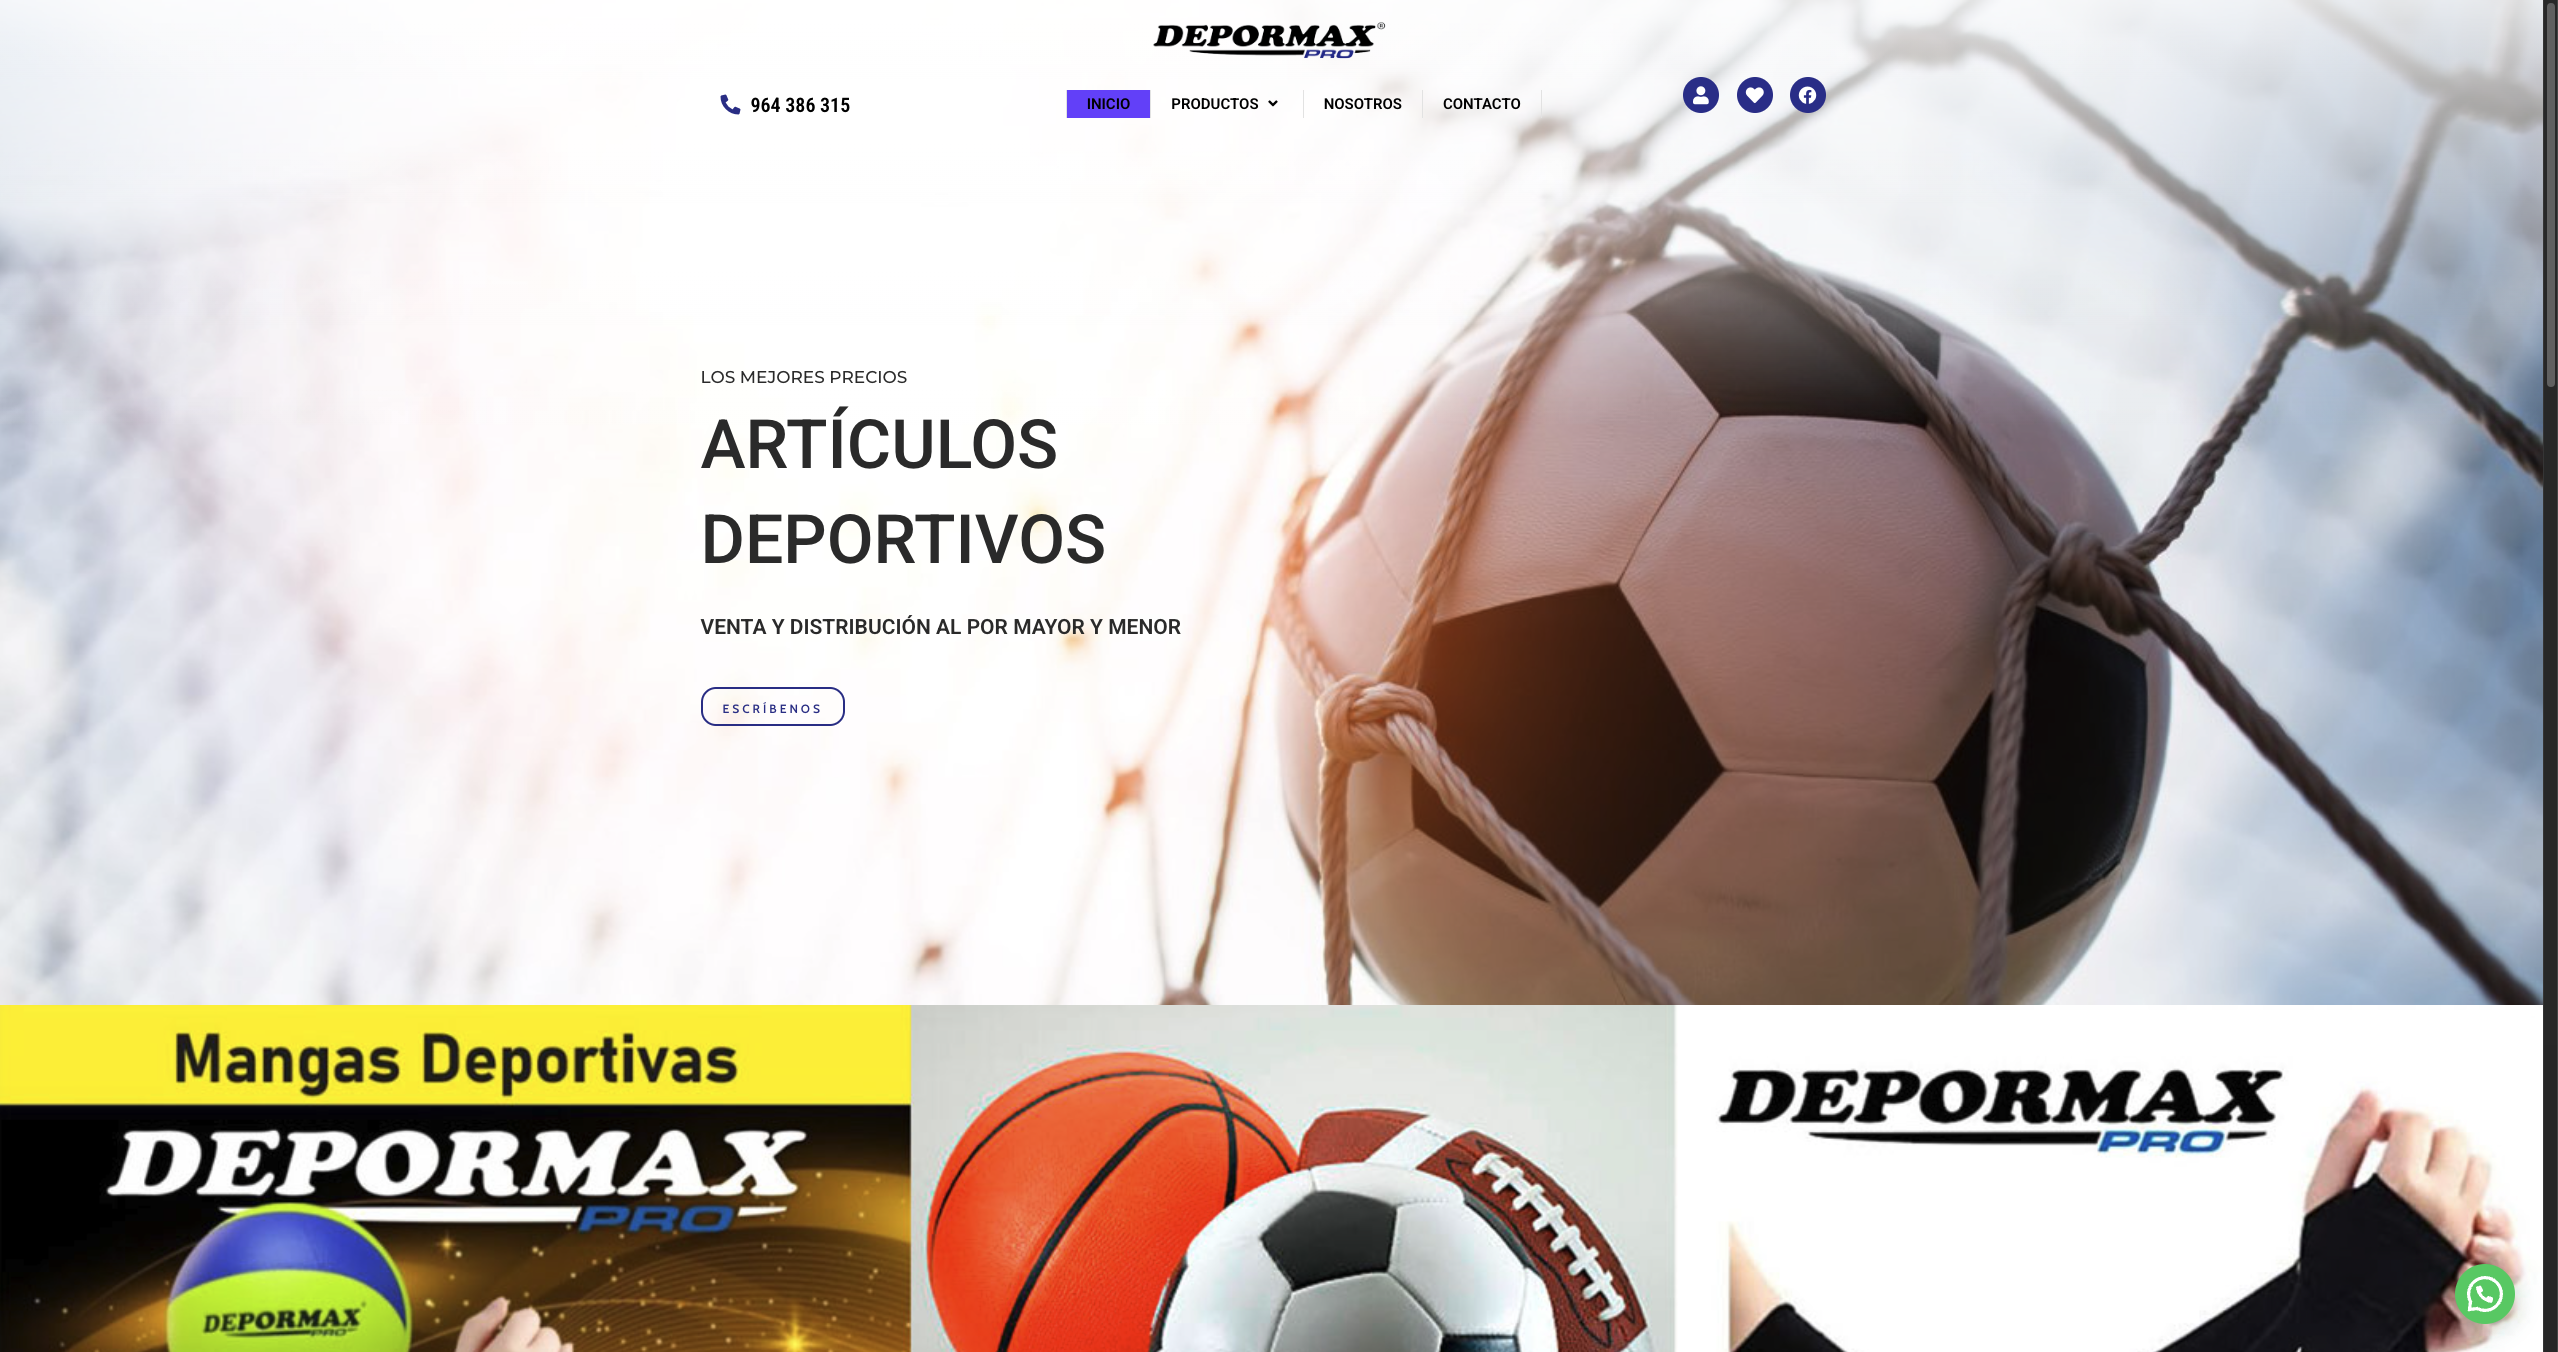 DEPORMAX®
PRO
964 386 315
INICIO
PRODUCTOS
NOSOTROS
CONTACTO
LOS MEJORES PRECIOS
ARTÍCULOS
DEPORTIVOS
VENTA Y DISTRIBUCIÓN AL POR MAYOR Y MENOR
ESCRÍBENOS
Mangas Deportivas
DEPORMAX
PRO
DEPORMAX
PRO
DEPORMAX
PRO